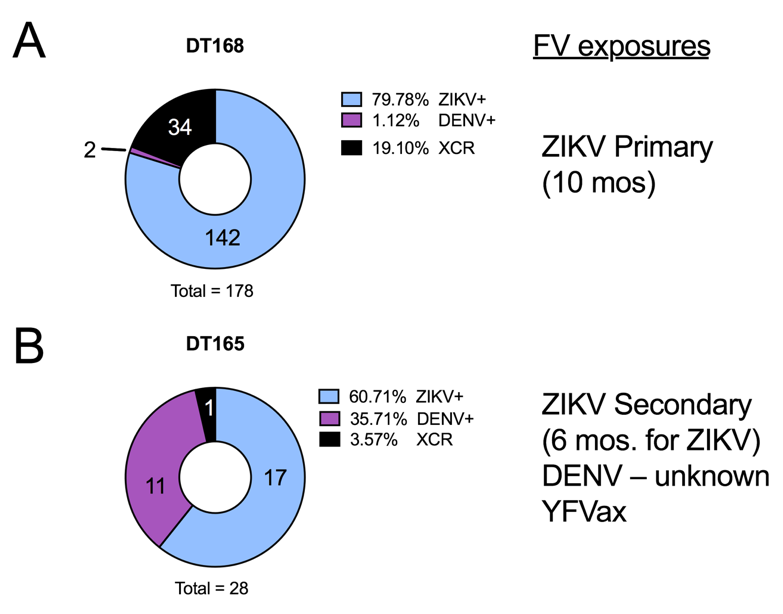 A
DT168
FV exposures
34
2
142
79.78% ZIKV+
1.12% DENV+
19.10% XCR
ZIKV Primary
(10 mos)
Total = 178
B
DT165
1
11
17
60.71% ZIKV+
35.71% DENV+
3.57% XCR
ZIKV Secondary
(6 mos. for ZIKV)
DENV – unknown
YFVax
Total = 28